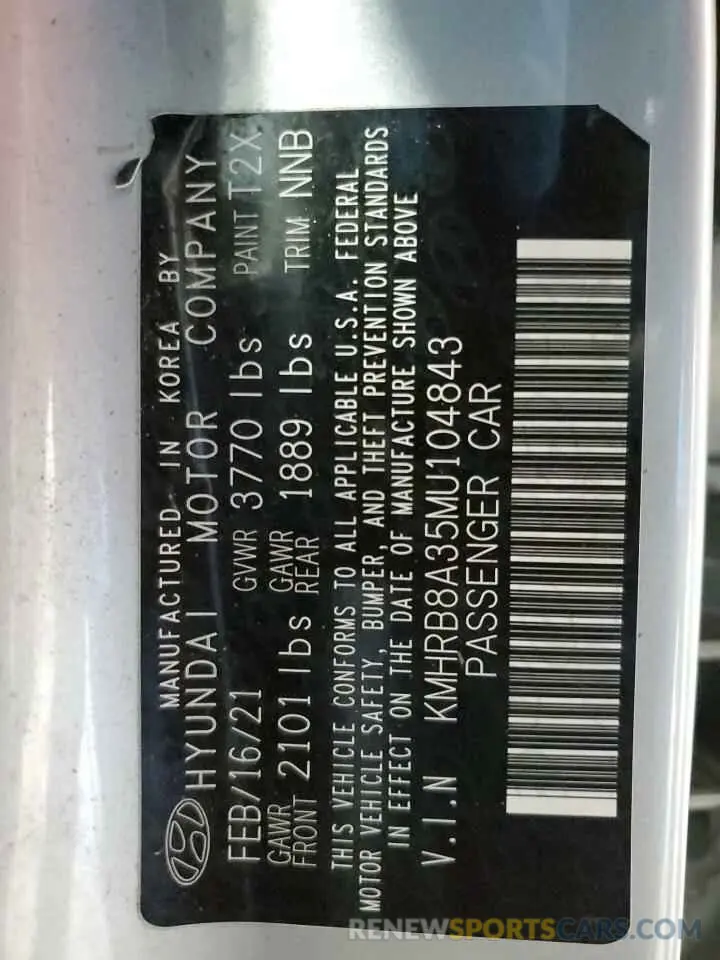 MANUFACTURED IN KOREA BY
HYUNDAI MOTOR COMPANY
FEB/16/21 GVWR 3770 lbs PAINT T2X
GAWR FRONT 2101 lbs GAWR REAR 1889 lbs TRIM NNB
THIS VEHICLE CONFORMS TO ALL APPLICABLE U.S.A. FEDERAL
MOTOR VEHICLE SAFETY, BUMPER, AND THEFT PREVENTION STANDARDS
IN EFFECT ON THE DATE OF MANUFACTURE SHOWN ABOVE
V.I.N KMHRB8A35MU104843
PASSENGER CAR
RENEWSPORTSCARS.COM